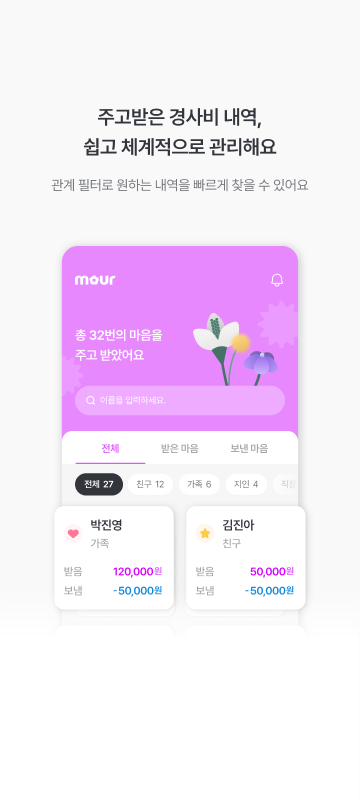 주고받은 경사비 내역,
쉽고 체계적으로 관리해요
관계 필터로 원하는 내역을 빠르게 찾을 수 있어요
mour
총 32번의 마음을
주고 받았어요
이름을 입력하세요.
전체 받은 마음 보낸 마음
전체 27 친구 12 가족 6 지인 4 직장
박진영 김진아
가족 친구
받음 120,000원 받음 50,000원
보냄 -50,000원 보냄 -50,000원